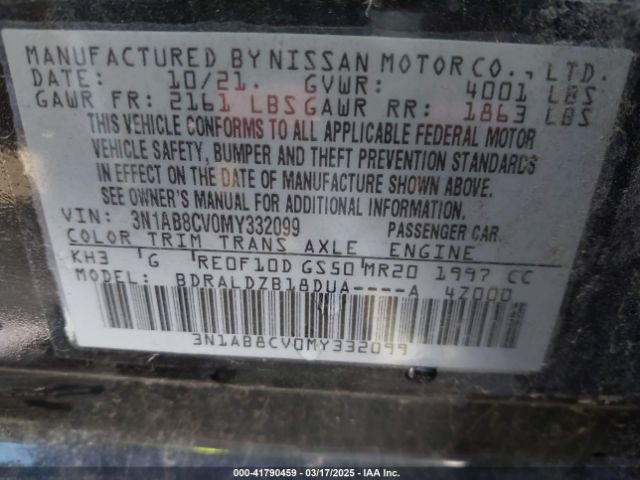 MANUFACTURED BY NISSAN MOTOR CO., LTD.
DATE: 10/21. GVWR: 4001 LBS
GAWR FR: 2161 LBS GAWR RR: 1863 LBS
THIS VEHICLE CONFORMS TO ALL APPLICABLE FEDERAL MOTOR
VEHICLE SAFETY, BUMPER AND THEFT PREVENTION STANDARDS
IN EFFECT ON THE DATE OF MANUFACTURE SHOWN ABOVE.
SEE OWNER'S MANUAL FOR ADDITIONAL INFORMATION.
VIN: 3N1AB8CV0MY332099 PASSENGER CAR
COLOR TRIM TRANS AXLE ENGINE
KH3 G RE0F10D GS50 MR20 1997 CC
MODEL: BDRALDZB18DUA----A 4Z000
3N1AB8CV0MY332099
000-41790459 - 03/17/2025 - IAA Inc.